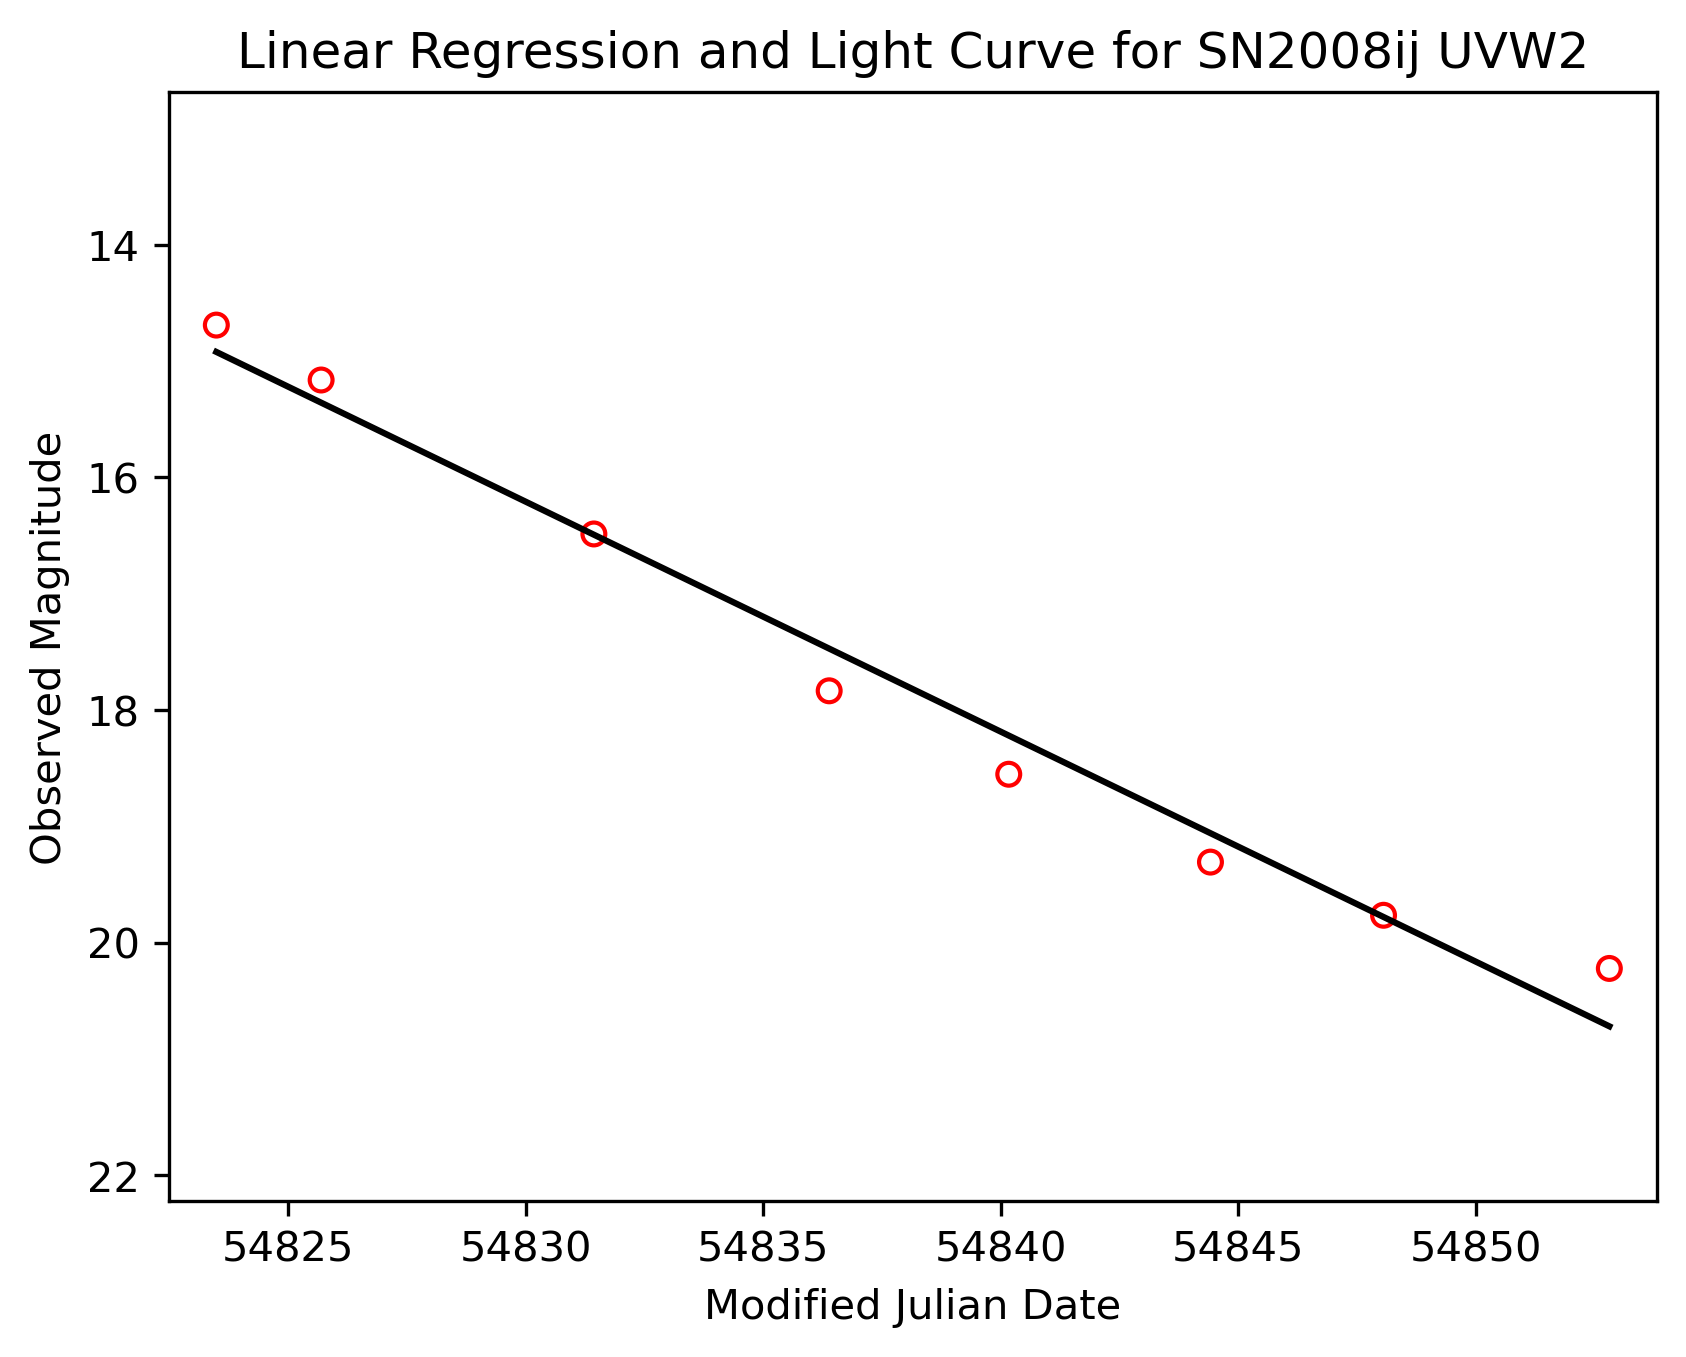 Linear Regression and Light Curve for SN2008ij UVW2
14
16
18
20
22
Observed Magnitude
54825 54830 54835 54840 54845 54850
Modified Julian Date